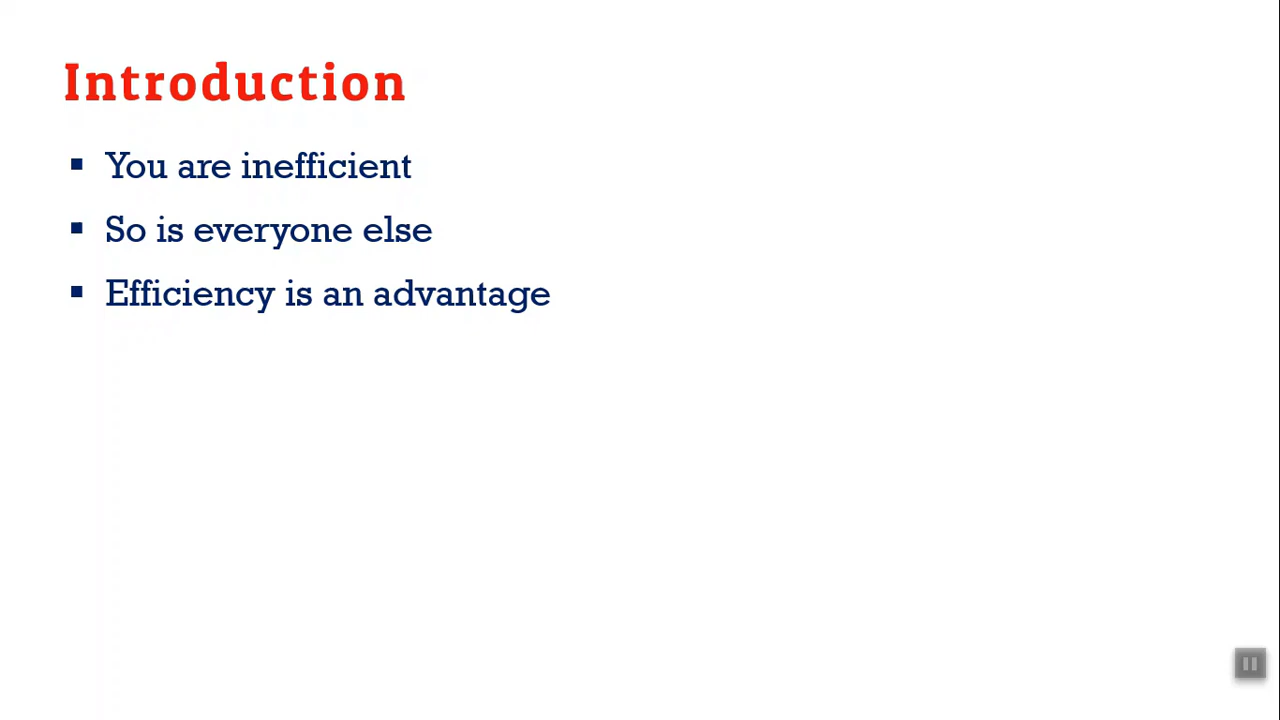 Introduction
▪ You are inefficient
▪ So is everyone else
▪ Efficiency is an advantage